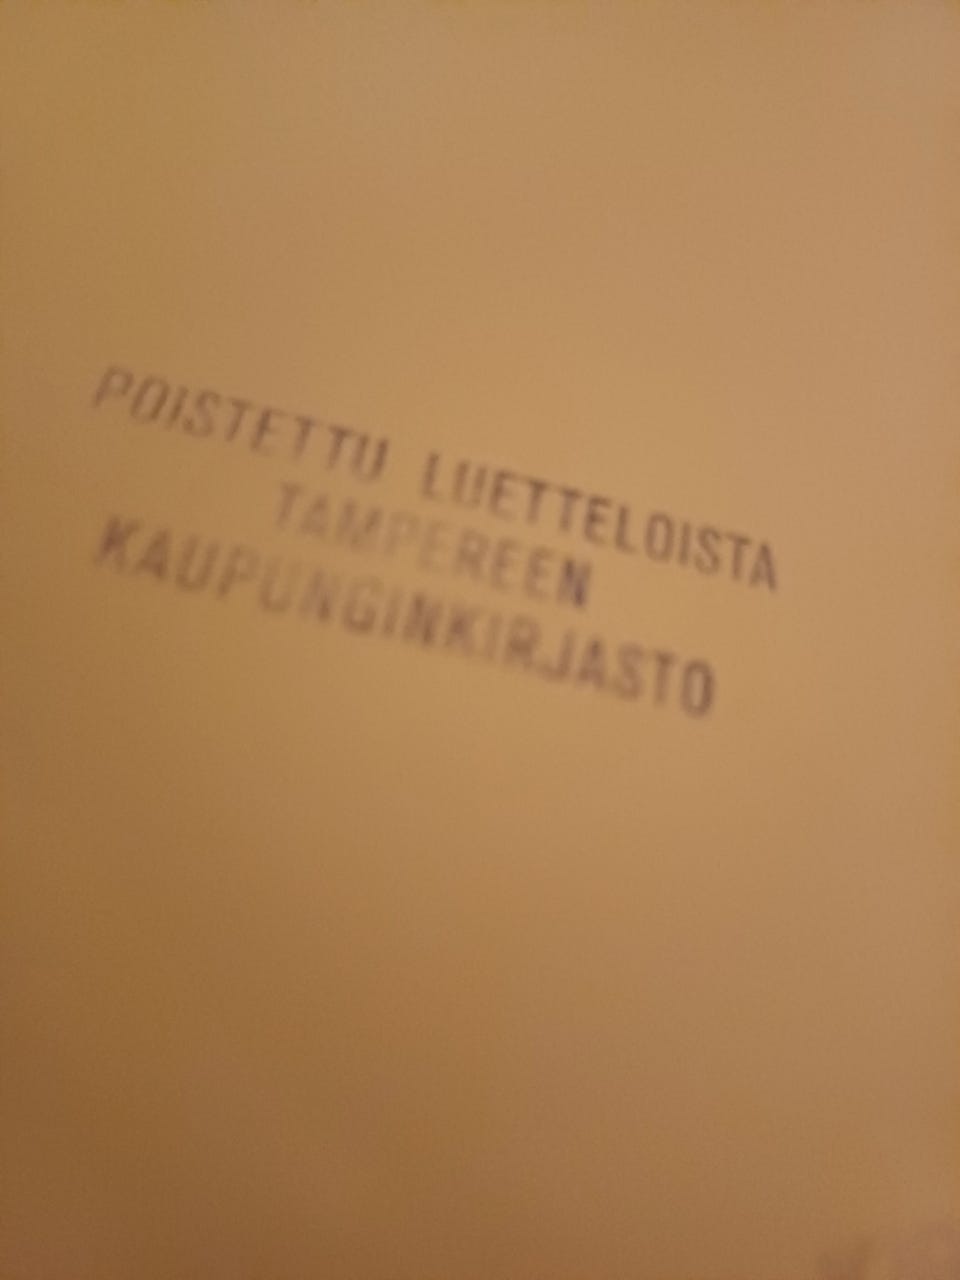 POISTETTU LUETTELOISTA
TAMPEREEN
KAUPUNGINKIRJASTO